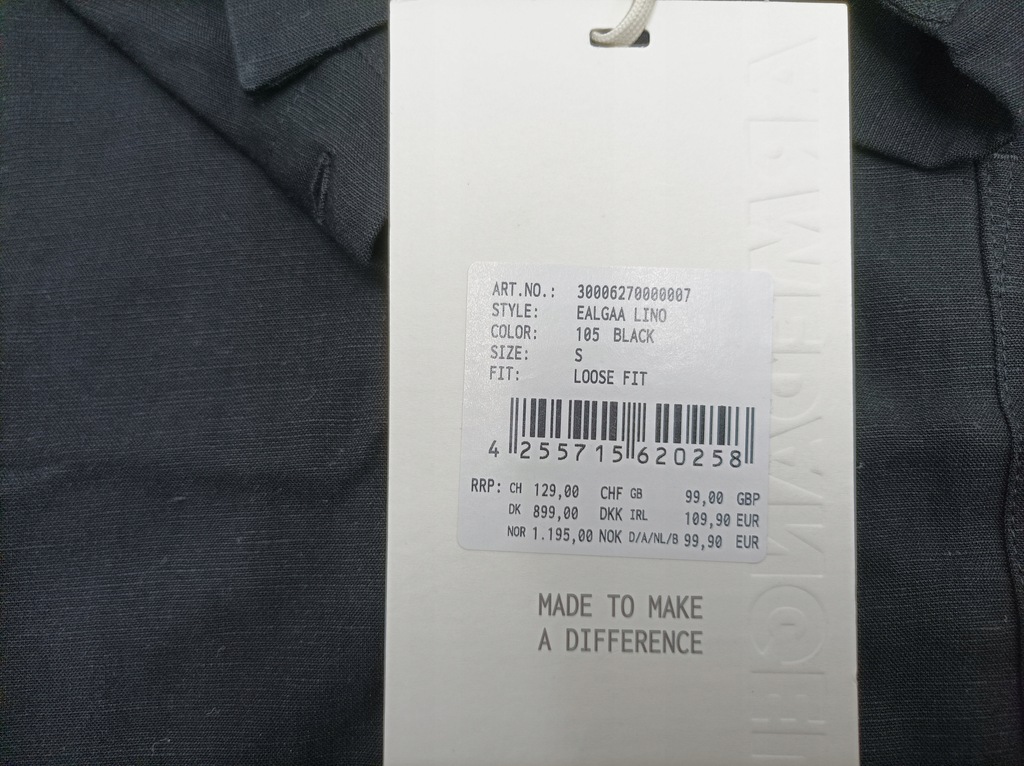 ART.NO.: 30006270000007
STYLE: EALGAA LINO
COLOR: 105 BLACK
SIZE: S
FIT: LOOSE FIT
4 255715 620258
RRP: CH 129,00 CHF GB 99,00 GBP
DK 899,00 DKK IRL 109,90 EUR
NOR 1.195,00 NOK D/A/NL/B 99,90 EUR
MADE TO MAKE
A DIFFERENCE